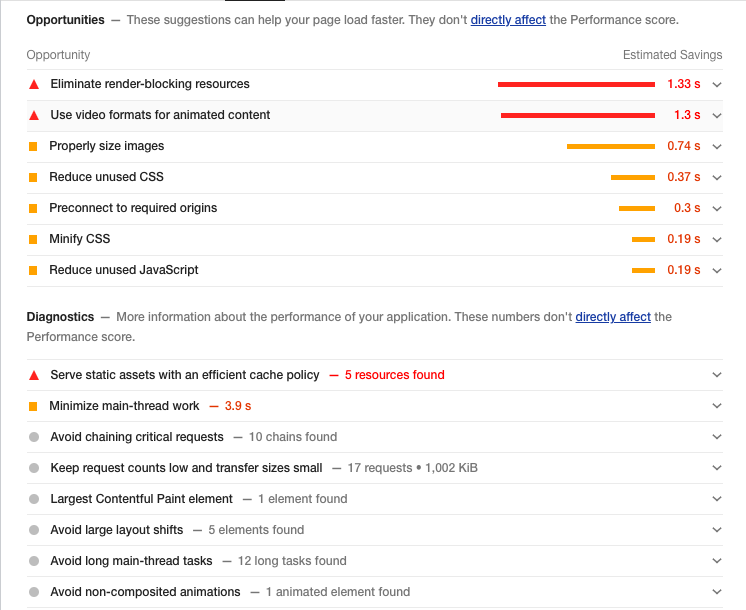 Opportunities — These suggestions can help your page load faster. They don't directly affect the Performance score.
Opportunity Estimated Savings
Eliminate render-blocking resources 1.33 s
Use video formats for animated content 1.3 s
Properly size images 0.74 s
Reduce unused CSS 0.37 s
Preconnect to required origins 0.3 s
Minify CSS 0.19 s
Reduce unused JavaScript 0.19 s
Diagnostics — More information about the performance of your application. These numbers don't directly affect the
Performance score.
Serve static assets with an efficient cache policy — 5 resources found
Minimize main-thread work — 3.9 s
Avoid chaining critical requests — 10 chains found
Keep request counts low and transfer sizes small — 17 requests • 1,002 KiB
Largest Contentful Paint element — 1 element found
Avoid large layout shifts — 5 elements found
Avoid long main-thread tasks — 12 long tasks found
Avoid non-composited animations — 1 animated element found